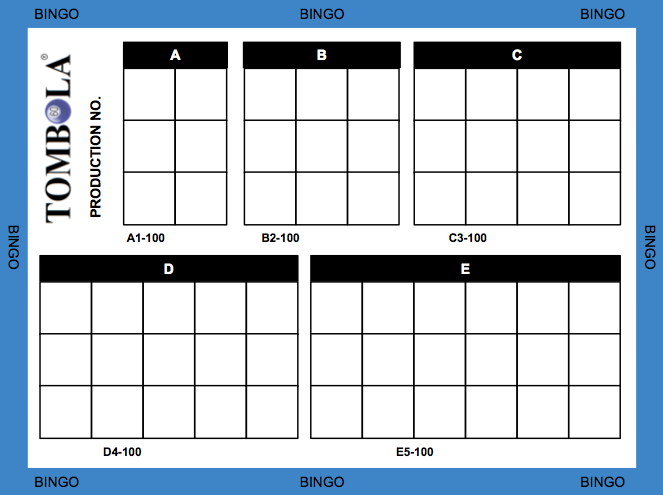 BINGO BINGO BINGO
TOMBOLA®
PRODUCTION NO.
A B C
A1-100 B2-100 C3-100
BINGO BINGO
D E
D4-100 E5-100
BINGO BINGO BINGO